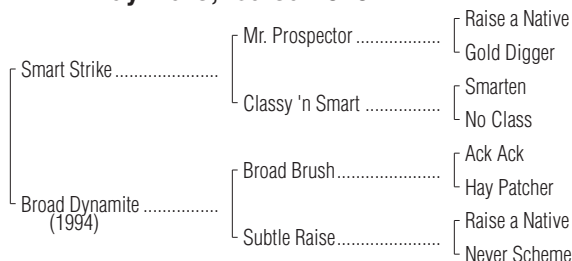 Raise a Native
Mr. Prospector ..................
Gold Digger
Smart Strike ......................
Smarten
Classy 'n Smart ................
No Class
Ack Ack
Broad Brush......................
Hay Patcher
Broad Dynamite ................
(1994)
Raise a Native
Subtle Raise......................
Never Scheme